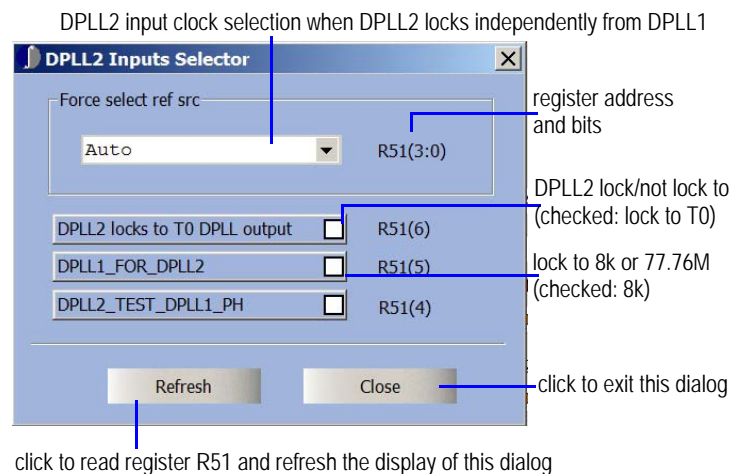 DPLL2 input clock selection when DPLL2 locks independently from DPLL1
DPLL2 Inputs Selector
Force select ref src
register address
and bits
Auto
R51(3:0)
DPLL2 lock/not lock to
(checked: lock to T0)
DPLL2 locks to T0 DPLL output
R51(6)
lock to 8k or 77.76M
(checked: 8k)
DPLL1_FOR_DPLL2
R51(5)
DPLL2_TEST_DPLL1_PH
R51(4)
Refresh
Close
click to exit this dialog
click to read register R51 and refresh the display of this dialog